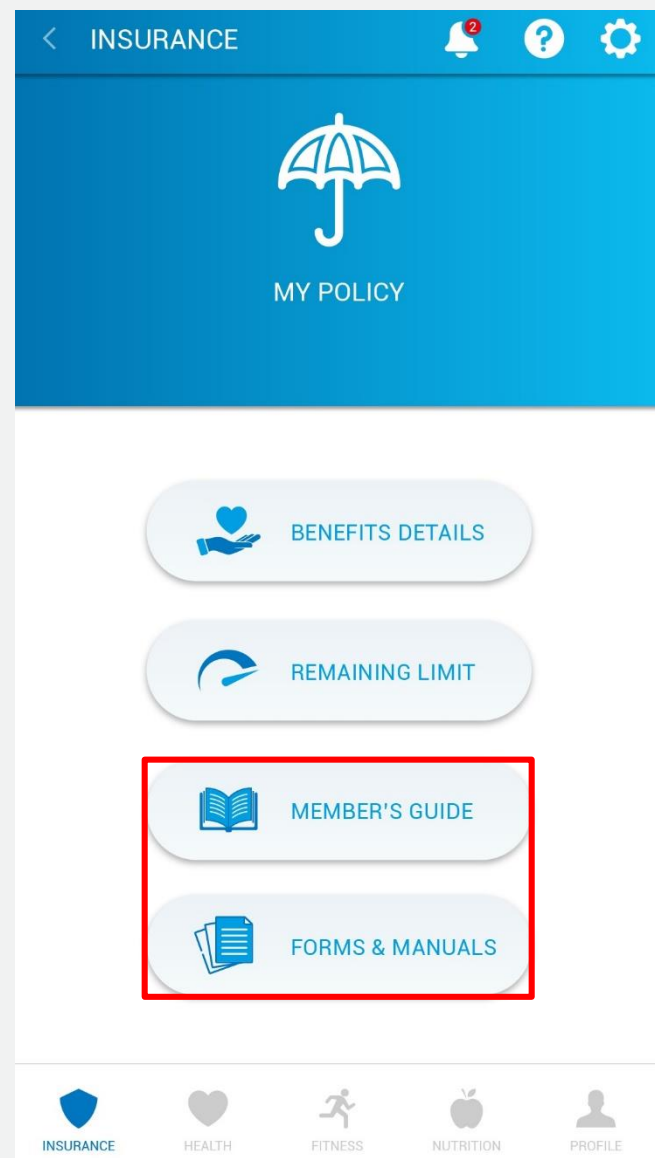 INSURANCE
2
?
MY POLICY
BENEFITS DETAILS
REMAINING LIMIT
MEMBER'S GUIDE
FORMS & MANUALS
INSURANCE HEALTH FITNESS NUTRITION PROFILE